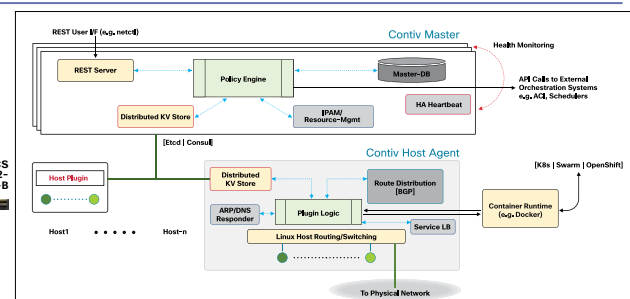 REST User I/F (e.g. netctl)
Contiv Master
Health Monitoring
REST Server
Policy Engine
Master-DB
API Calls to External
Orchestration Systems
e.g. ACI, Schedulers
Distributed KV Store
IPAM/
Resource-Mgmt
HA Heartbeat
[Etcd | Consul]
Contiv Host Agent
[K8s | Swarm | OpenShift]
CS
2-
-B
Host Plugin
Distributed
KV Store
Route Distribution
[BGP]
Container Runtime
(e.g. Docker)
ARP/DNS
Responder
Plugin Logic
Service LB
Host1
Host-n
Linux Host Routing/Switching
To Physical Network